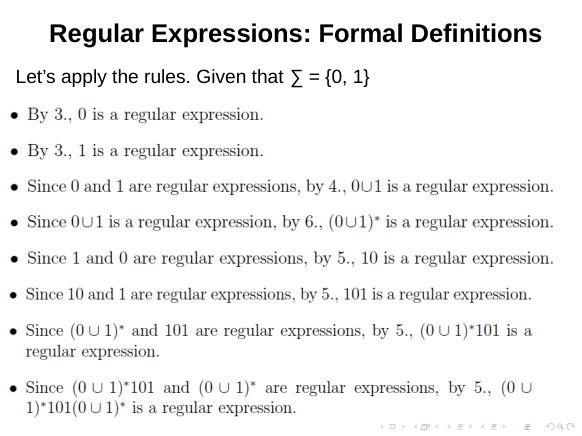 Regular Expressions: Formal Definitions
Let's apply the rules. Given that ∑ = {0, 1}
• By 3., 0 is a regular expression.
• By 3., 1 is a regular expression.
• Since 0 and 1 are regular expressions, by 4., 0∪1 is a regular expression.
• Since 0∪1 is a regular expression, by 6., (0∪1)* is a regular expression.
• Since 1 and 0 are regular expressions, by 5., 10 is a regular expression.
• Since 10 and 1 are regular expressions, by 5., 101 is a regular expression.
• Since (0 ∪ 1)* and 101 are regular expressions, by 5., (0 ∪ 1)*101 is a
regular expression.
• Since (0 ∪ 1)*101 and (0 ∪ 1)* are regular expressions, by 5., (0 ∪
1)*101(0 ∪ 1)* is a regular expression.